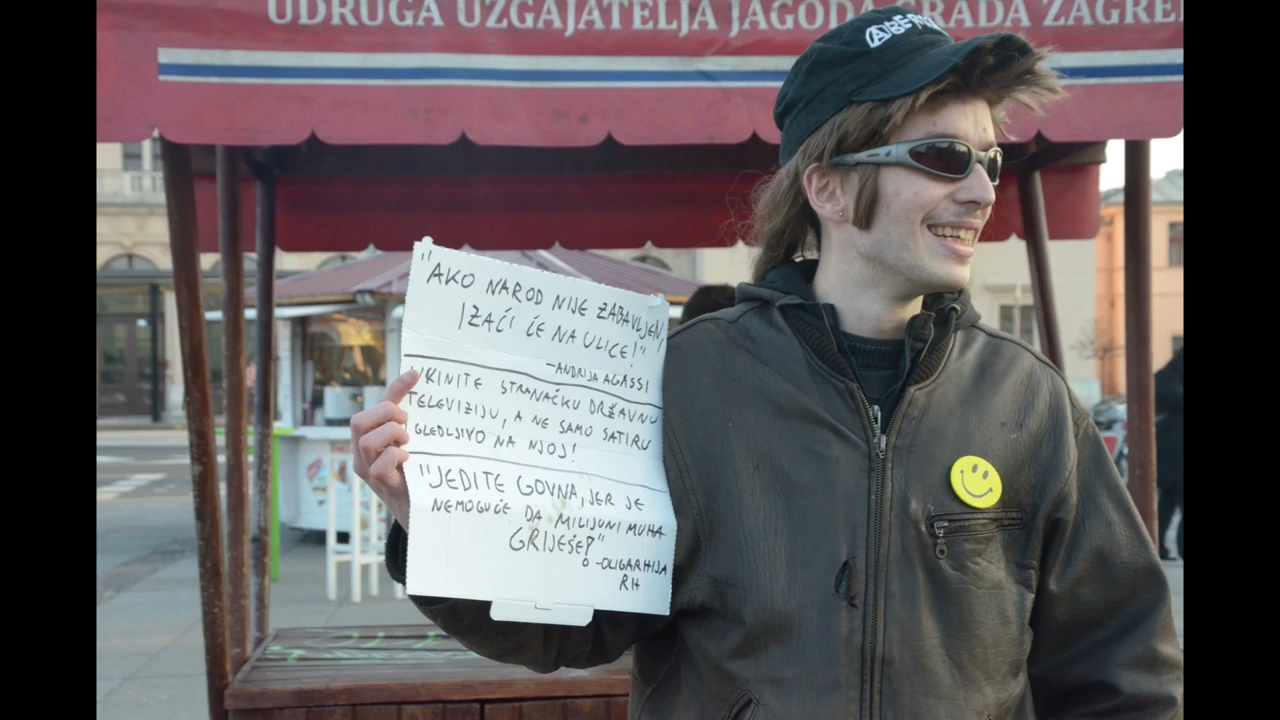 UDRUGA UZGAJATELJA JAGODA GRADA ZAGRE
"AKO NAROD NIJE ZABAVLJEN,
IZAĆI ĆE NA ULICE!"
-ANDRIJA AGASSI
UKINITE STRANAČKU DRŽAVNU
TELEVIZIJU, A NE SAMO SATIRU
GLEDLJIVO NA NJOJ!
"JEDITE GOVNA, JER JE
NEMOGUĆE DA MILIJUNI MUHA
GRIJEŠE!"
-OLIGARHIJA
RH